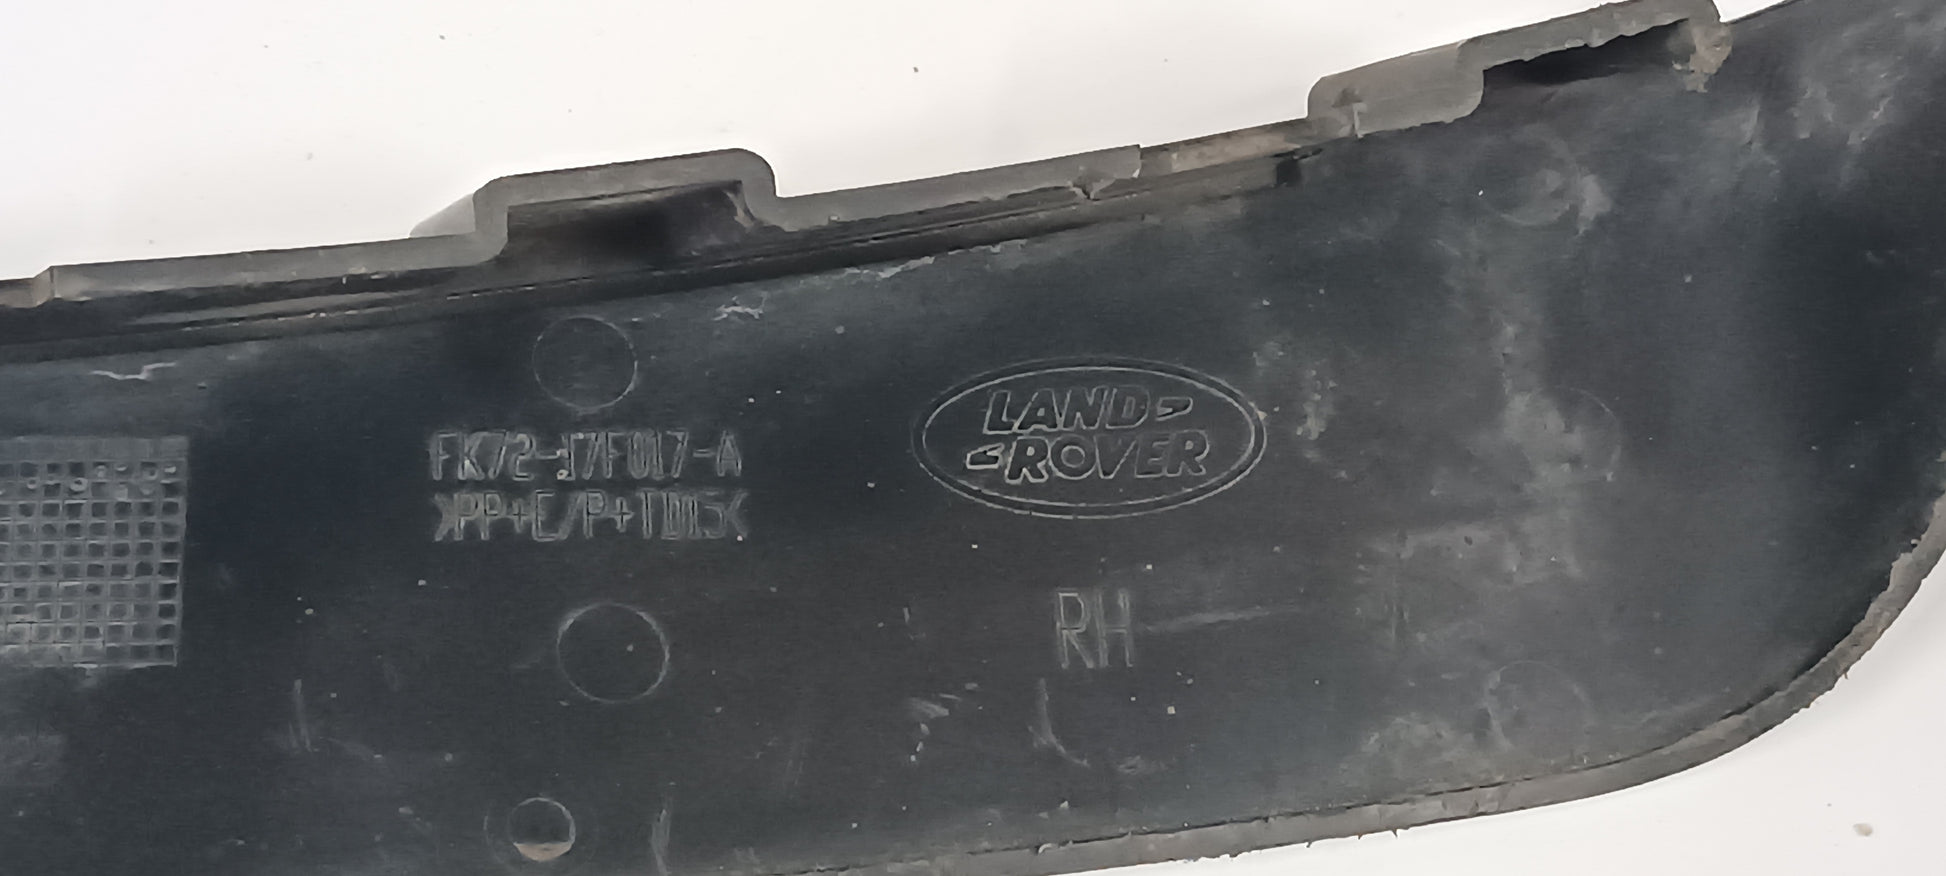 FK72-17F017-A
>PP+E/P+TD15<
LAND
ROVER
RH